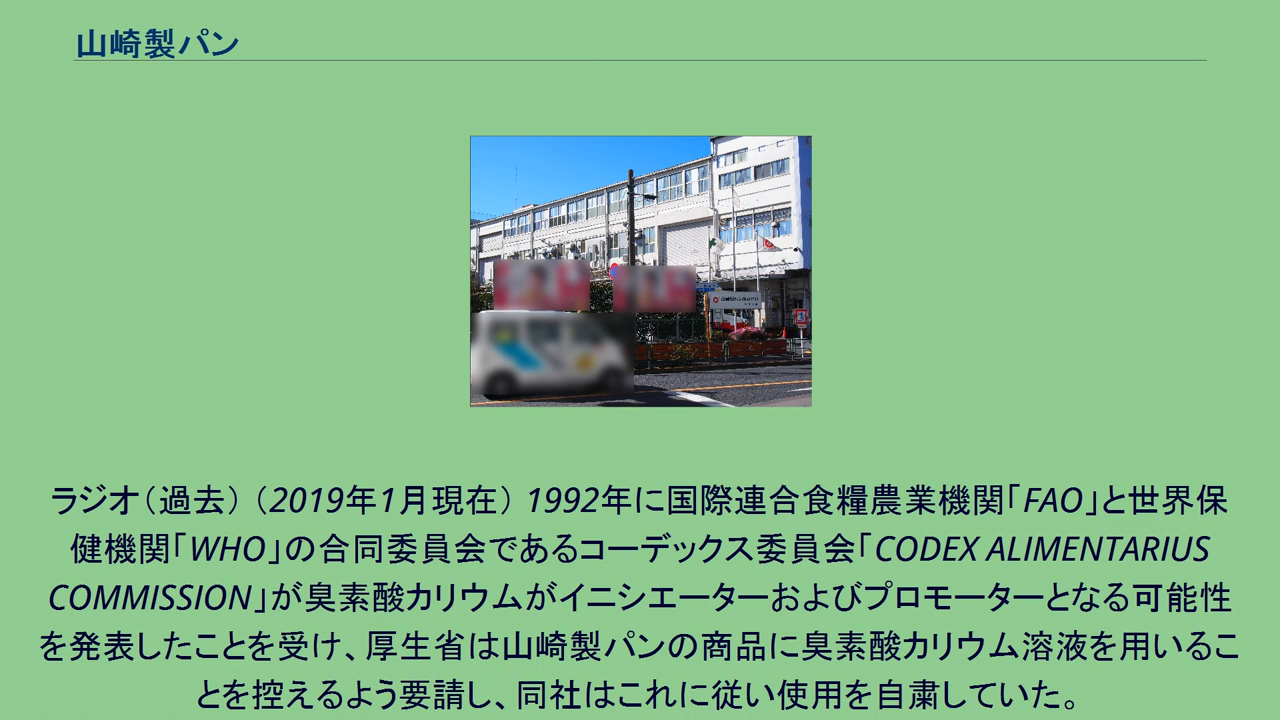 山崎製パン
ラジオ（過去） （2019年1月現在） 1992年に国際連合食糧農業機関「FAO」と世界保
健機関「WHO」の合同委員会であるコーデックス委員会「CODEX ALIMENTARIUS
COMMISSION」が臭素酸カリウムがイニシエーターおよびプロモーターとなる可能性
を発表したことを受け、厚生省は山崎製パンの商品に臭素酸カリウム溶液を用いるこ
とを控えるよう要請し、同社はこれに従い使用を自粛していた。